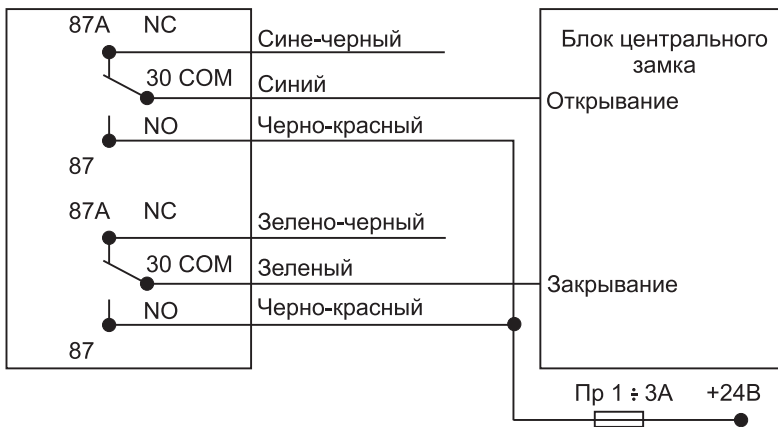 87A NC
Сине-черный
30 COM
Синий
NO
Черно-красный
87
87A NC
Зелено-черный
30 COM
Зеленый
NO
Черно-красный
87
Блок центрального
замка
Открывание
Закрывание
Пр 1 ÷ 3А +24В